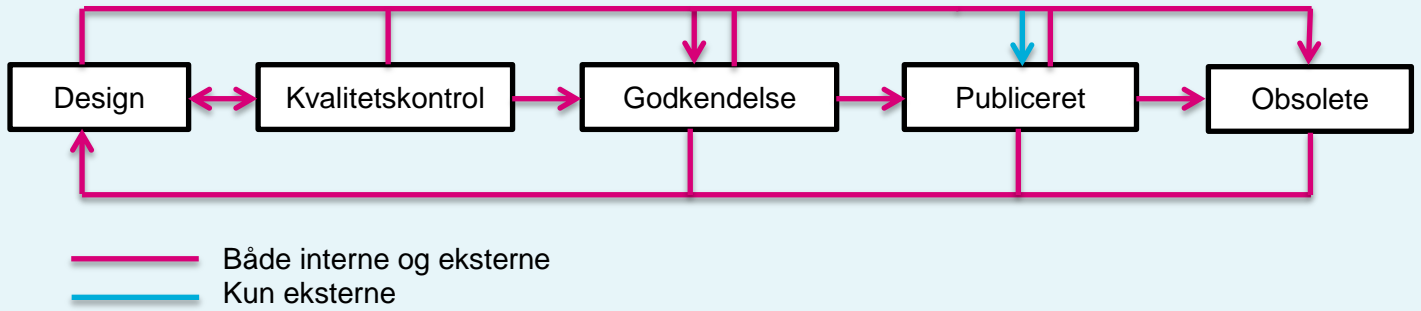 Design
Kvalitetskontrol
Godkendelse
Publiceret
Obsolete
Både interne og eksterne
Kun eksterne